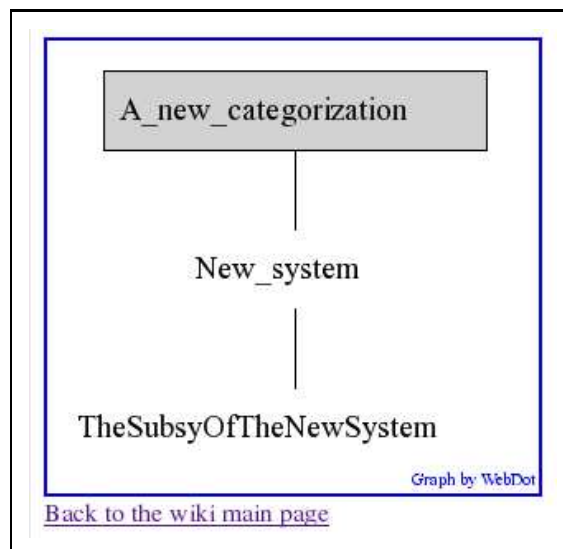 A_new_categorization
New_system
TheSubsyOfTheNewSystem
Graph by WebDot
Back to the wiki main page